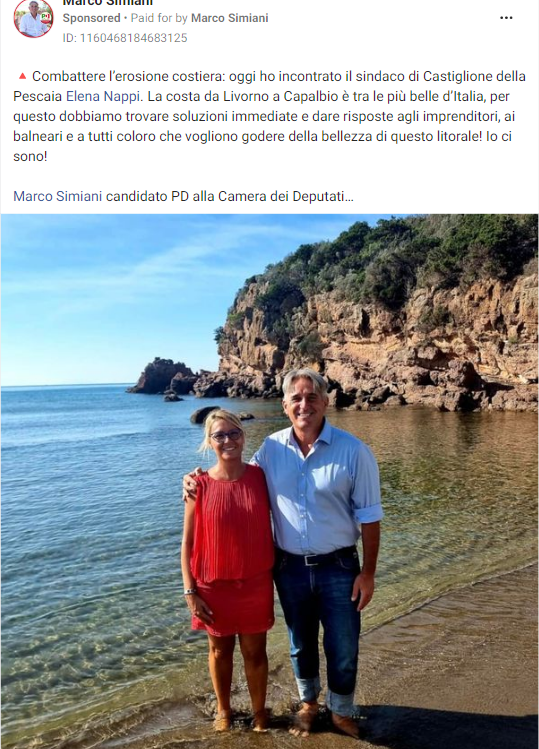 Marco Simiani
Sponsored • Paid for by Marco Simiani
ID: 1160468184683125
🔺Combattere l'erosione costiera: oggi ho incontrato il sindaco di Castiglione della
Pescaia Elena Nappi. La costa da Livorno a Capalbio è tra le più belle d'Italia, per
questo dobbiamo trovare soluzioni immediate e dare risposte agli imprenditori, ai
balneari e a tutti coloro che vogliono godere della bellezza di questo litorale! Io ci
sono!
Marco Simiani candidato PD alla Camera dei Deputati…